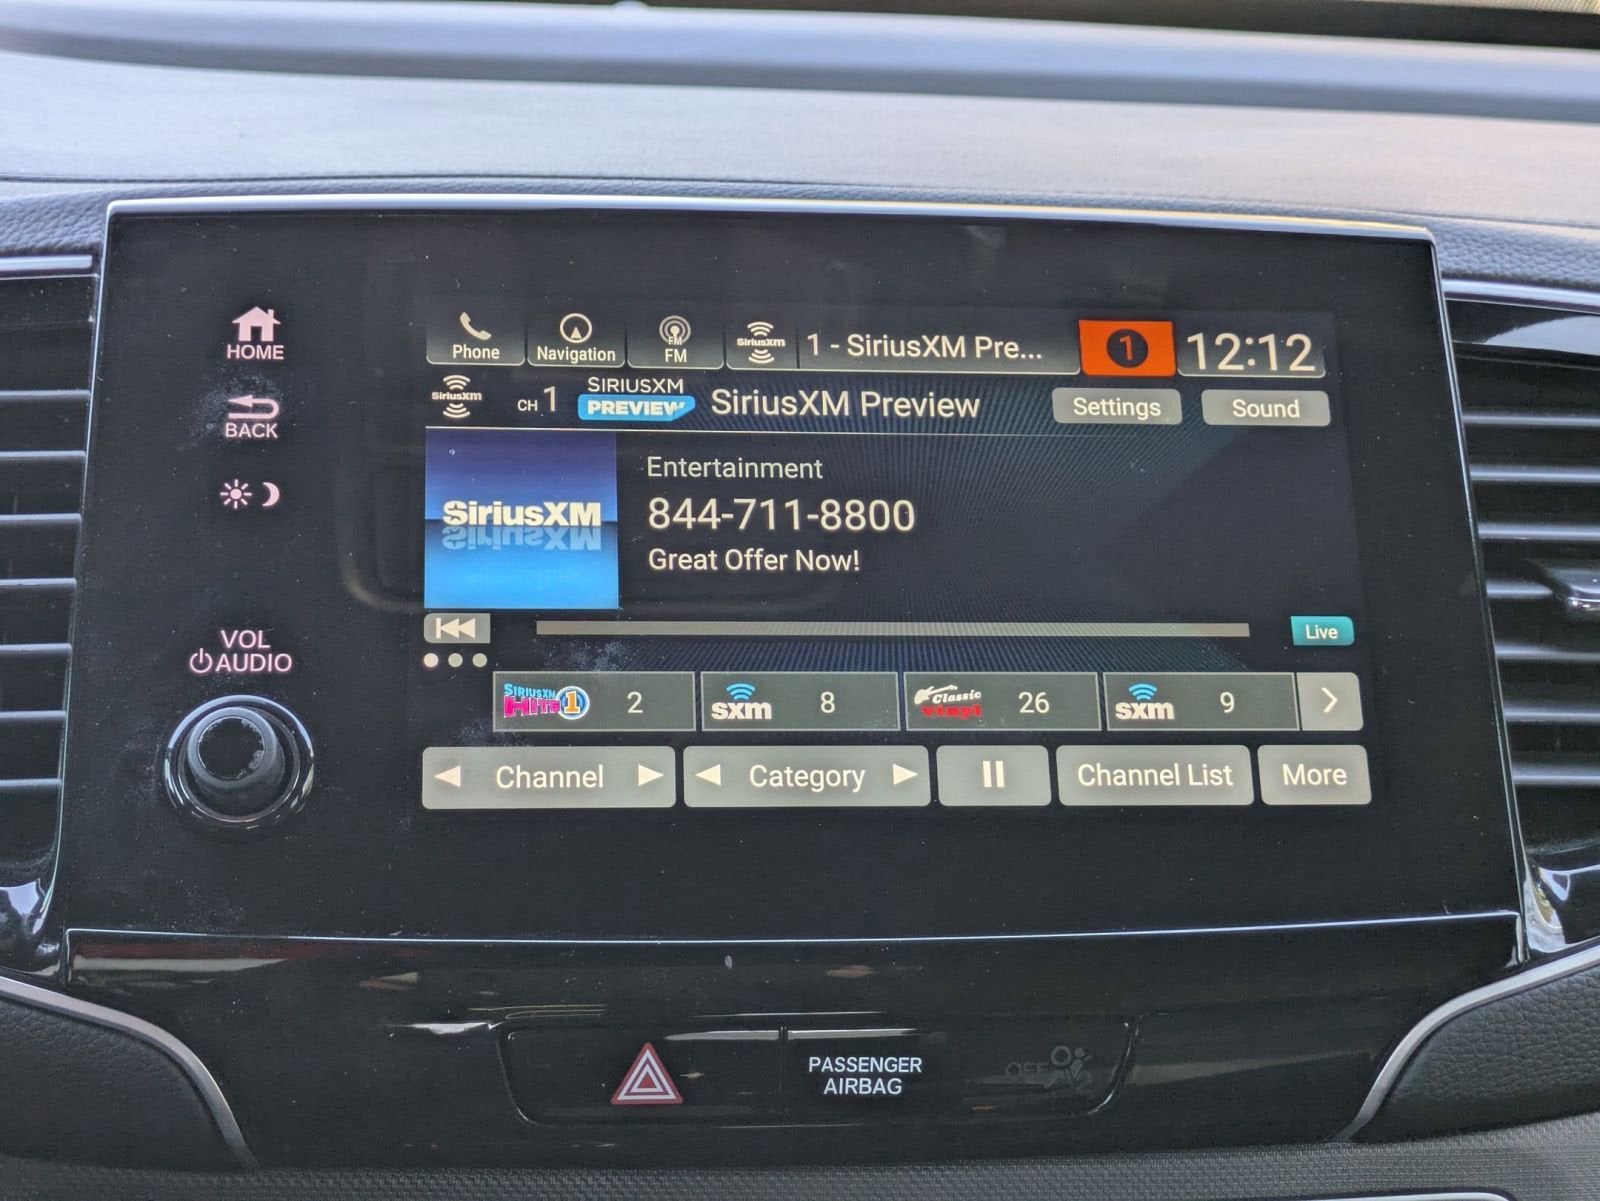 HOME
BACK
VOL
AUDIO
Phone
Navigation
FM
FM
SiriusXM
1 - SiriusXM Pre...
1
12:12
SiriusXM
CH 1
SIRIUSXM
PREVIEW
SiriusXM Preview
Settings
Sound
SiriusXM
Entertainment
844-711-8800
Great Offer Now!
Live
SIRIUSXM
HITS 1
2
sxm
8
Classic
vinyl
26
sxm
9
Channel
Category
Channel List
More
PASSENGER
AIRBAG
OFF